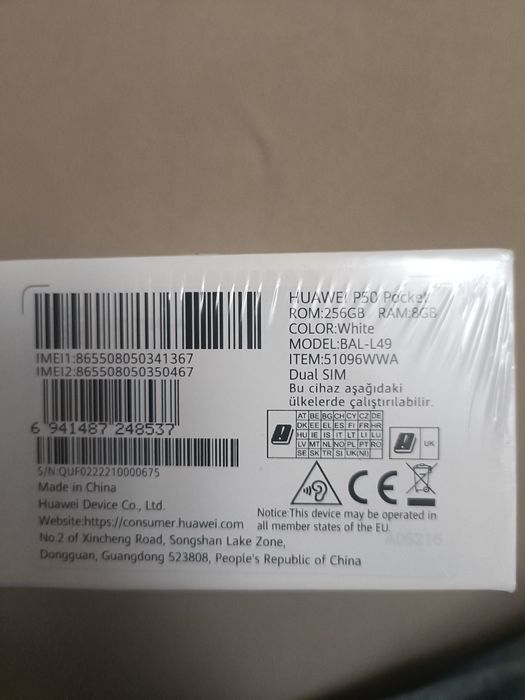 IMEI1:865508050341367
IMEI2:865508050350467
6 941487 248537
S/N:QUF0222210000675
Made in China
Huawei Device Co., Ltd.
Website:https://consumer.huawei.com
No.2 of Xincheng Road, Songshan Lake Zone,
Dongguan, Guangdong 523808, People's Republic of China
HUAWEI P50 Pocket
ROM:256GB RAM:8GB
COLOR:White
MODEL:BAL-L49
ITEM:51096WWA
Dual SIM
Bu cihaz aşağıdaki
ülkelerde çalıştırılabilir.
AT BE BG CH CY CZ DE
DK EE EL ES FI FR HR
HU IE IS IT LT LI LU
LV MT NL NO PL PT RO
SE SK TR SI UK(NI)
UK
CE
Notice:This device may be operated in
all member states of the EU.
AD5216